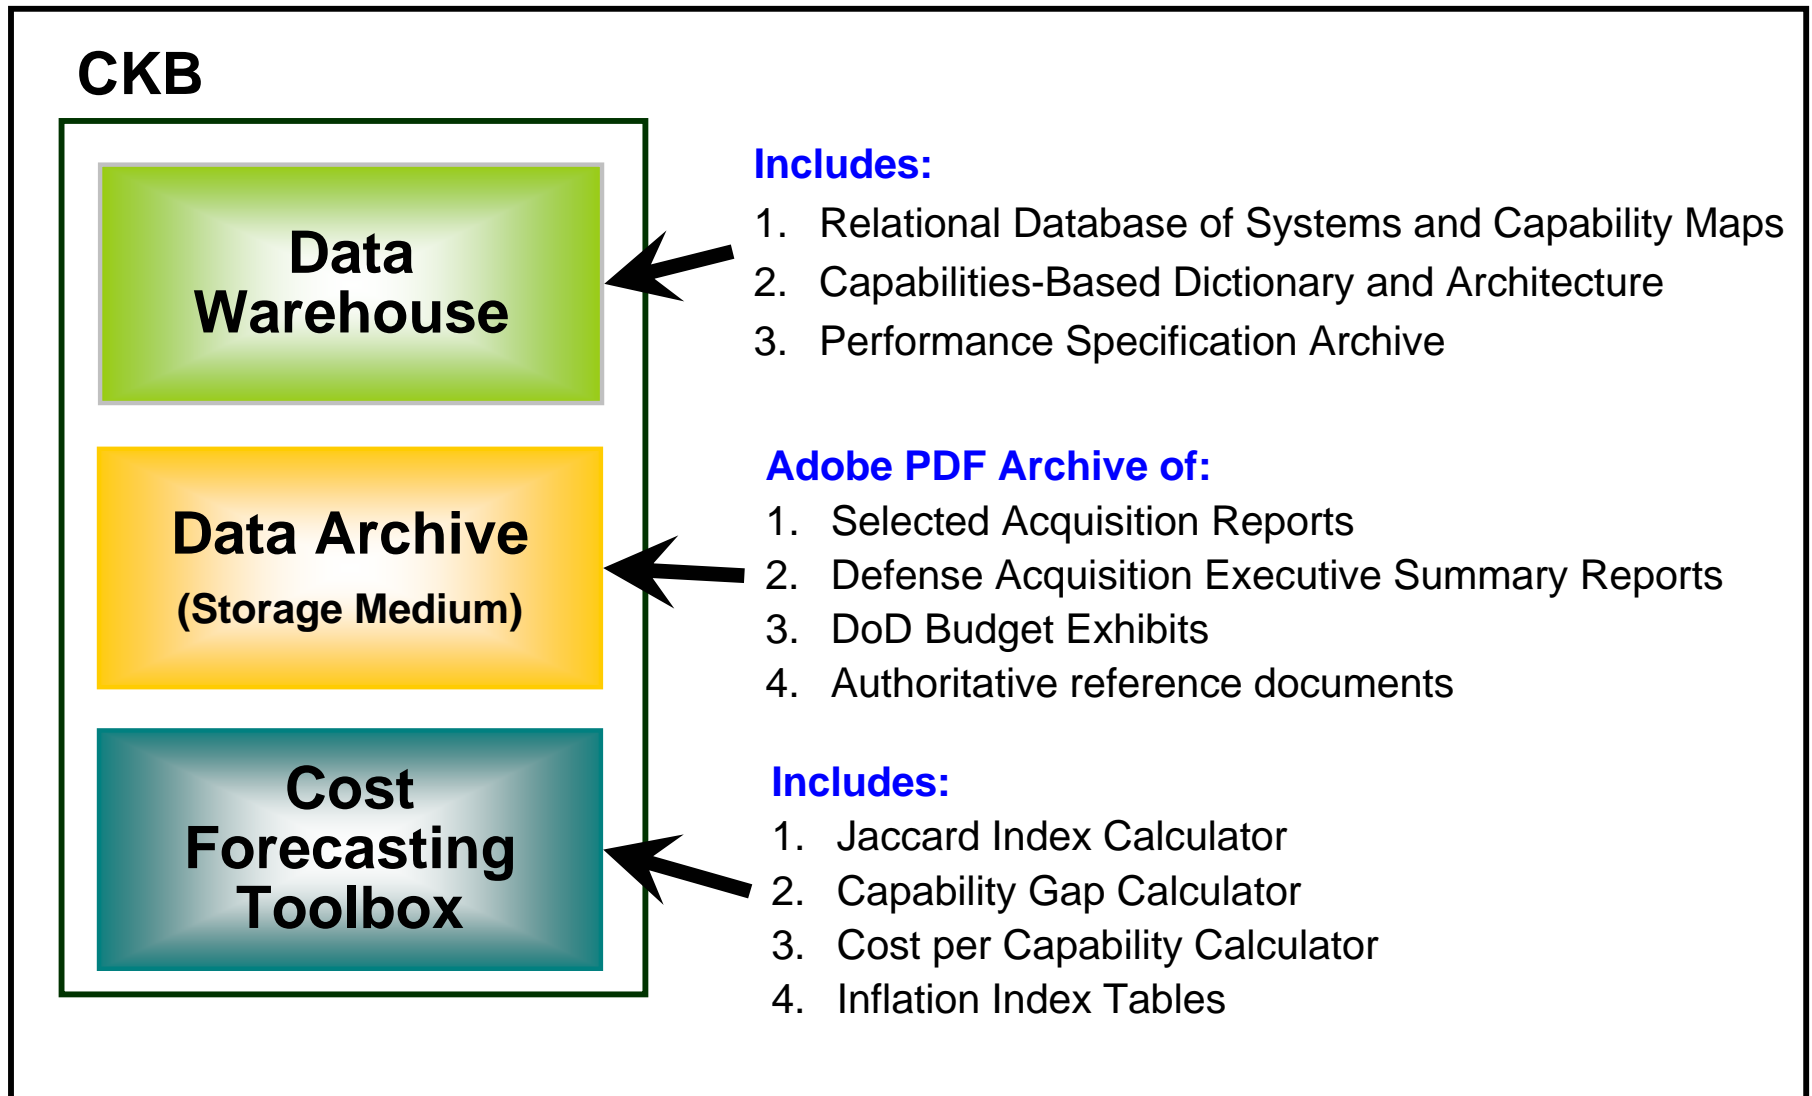 CKB
Data
Warehouse
Includes:
1. Relational Database of Systems and Capability Maps
2. Capabilities-Based Dictionary and Architecture
3. Performance Specification Archive
Data Archive
(Storage Medium)
Adobe PDF Archive of:
1. Selected Acquisition Reports
2. Defense Acquisition Executive Summary Reports
3. DoD Budget Exhibits
4. Authoritative reference documents
Cost
Forecasting
Toolbox
Includes:
1. Jaccard Index Calculator
2. Capability Gap Calculator
3. Cost per Capability Calculator
4. Inflation Index Tables